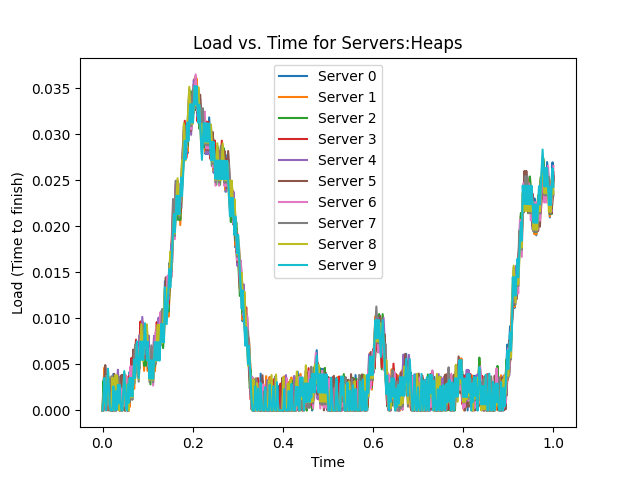 Load vs. Time for Servers:Heaps
Load (Time to finish)
0.035
0.030
0.025
0.020
0.015
0.010
0.005
0.000
Server 0
Server 1
Server 2
Server 3
Server 4
Server 5
Server 6
Server 7
Server 8
Server 9
0.0 0.2 0.4 0.6 0.8 1.0
Time